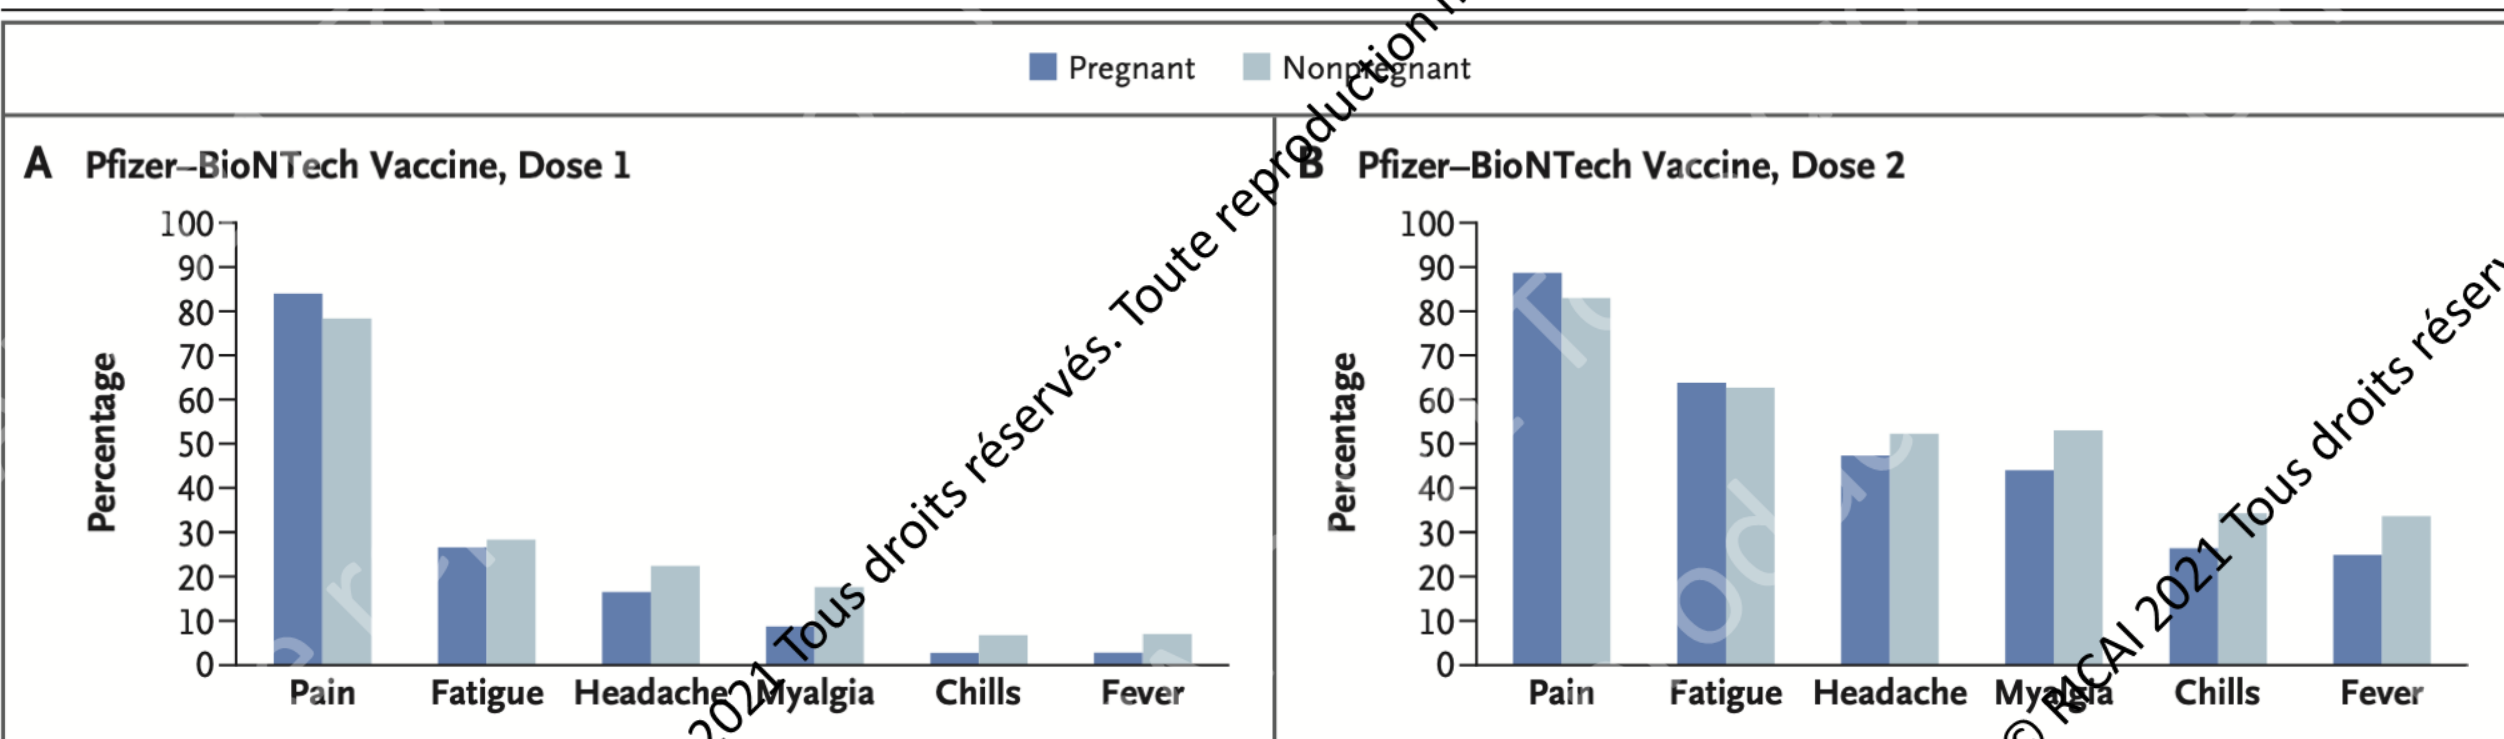 Pregnant Nonpregnant
A Pfizer–BioNTech Vaccine, Dose 1
Percentage
100
90
80
70
60
50
40
30
20
10
0
Pain Fatigue Headache Myalgia Chills Fever
B Pfizer–BioNTech Vaccine, Dose 2
Percentage
100
90
80
70
60
50
40
30
20
10
0
Pain Fatigue Headache Myalgia Chills Fever
2021 Tous droits réservés. Toute reproduction
© RACAI 2021 Tous droits